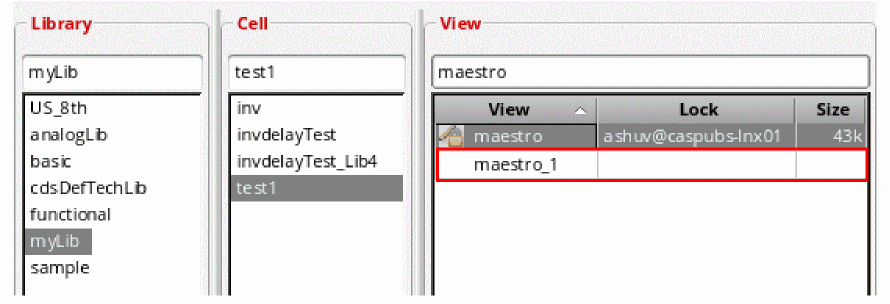 Library
Cell
View
myLib
test1
maestro
US_8th
analogLib
basic
cdsDefTechLib
functional
myLib
sample
inv
invdelayTest
invdelayTest_Lib4
test1
View Lock Size
maestro ashuv@caspubs-lnx01 43k
maestro_1